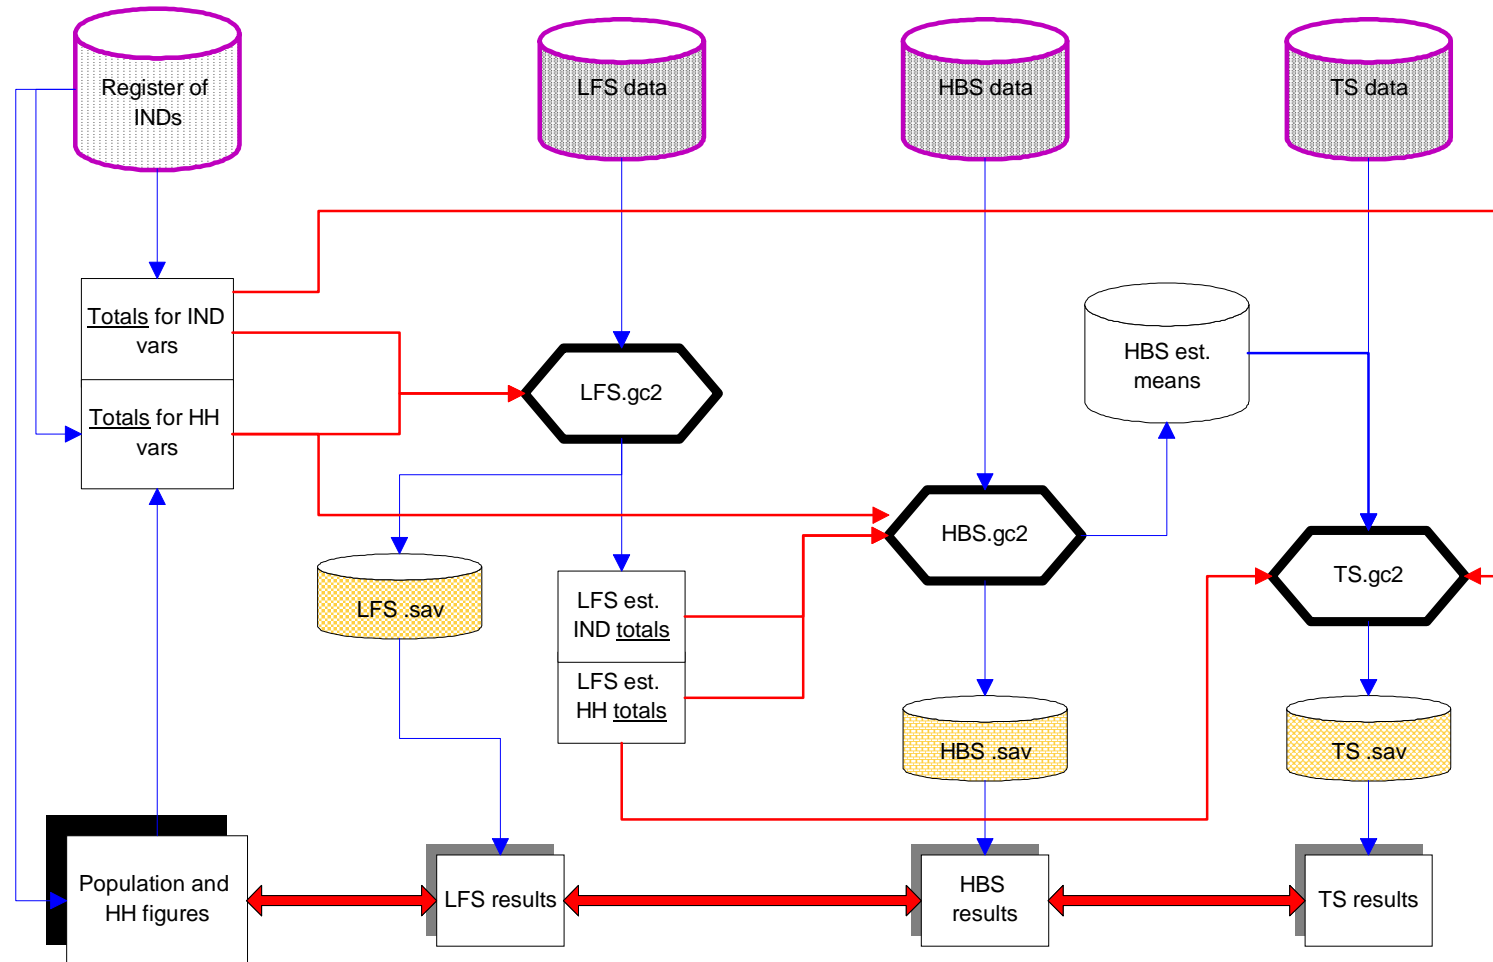 Register of
INDs
LFS data
HBS data
TS data
Totals for IND
vars
Totals for HH
vars
LFS.gc2
HBS est.
means
HBS.gc2
TS.gc2
LFS .sav
LFS est.
IND totals
LFS est.
HH totals
HBS .sav
TS .sav
Population and
HH figures
LFS results
HBS
results
TS results